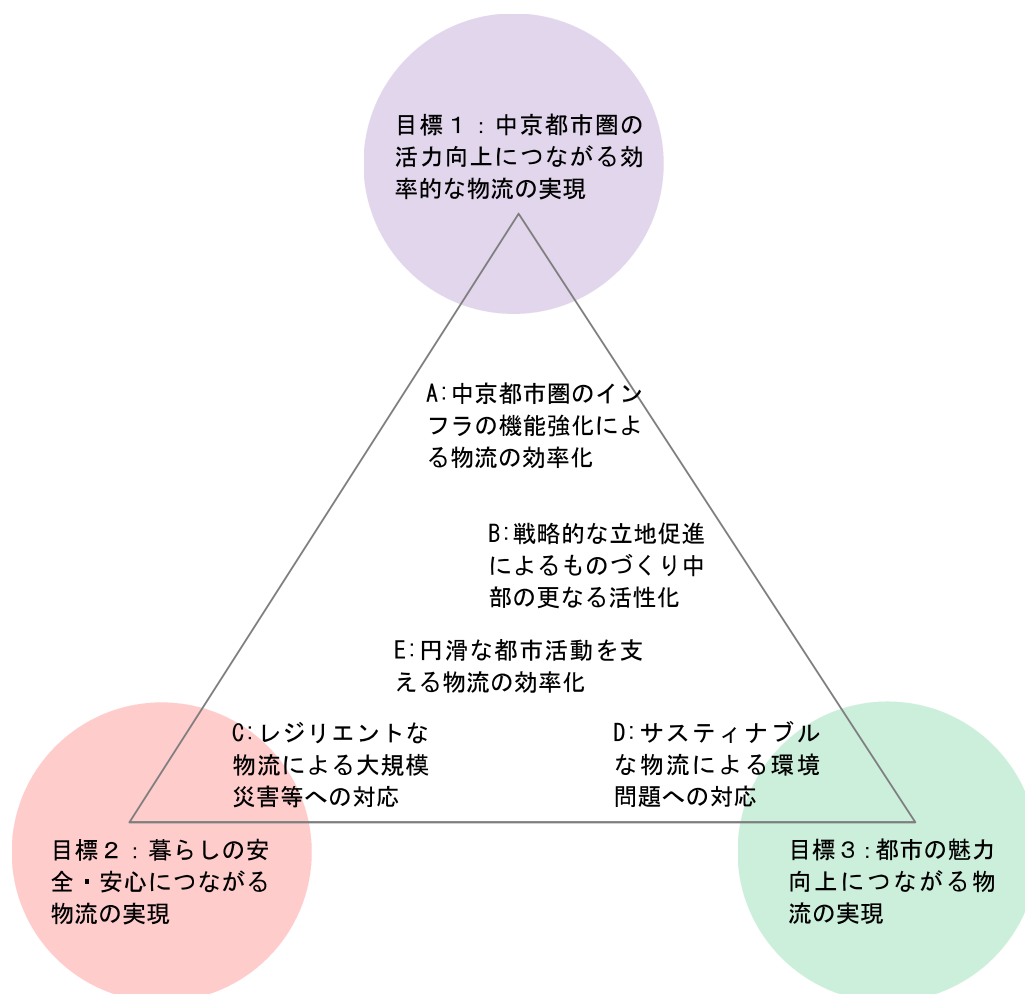 目標１：中京都市圏の
活力向上につながる効
率的な物流の実現
A:中京都市圏のイン
フラの機能強化によ
る物流の効率化
B:戦略的な立地促進
によるものづくり中
部の更なる活性化
E:円滑な都市活動を支
える物流の効率化
C:レジリエントな
物流による大規模
災害等への対応
D:サスティナブル
な物流による環境
問題への対応
目標２：暮らしの安
全・安心につながる
物流の実現
目標３:都市の魅力
向上につながる物
流の実現